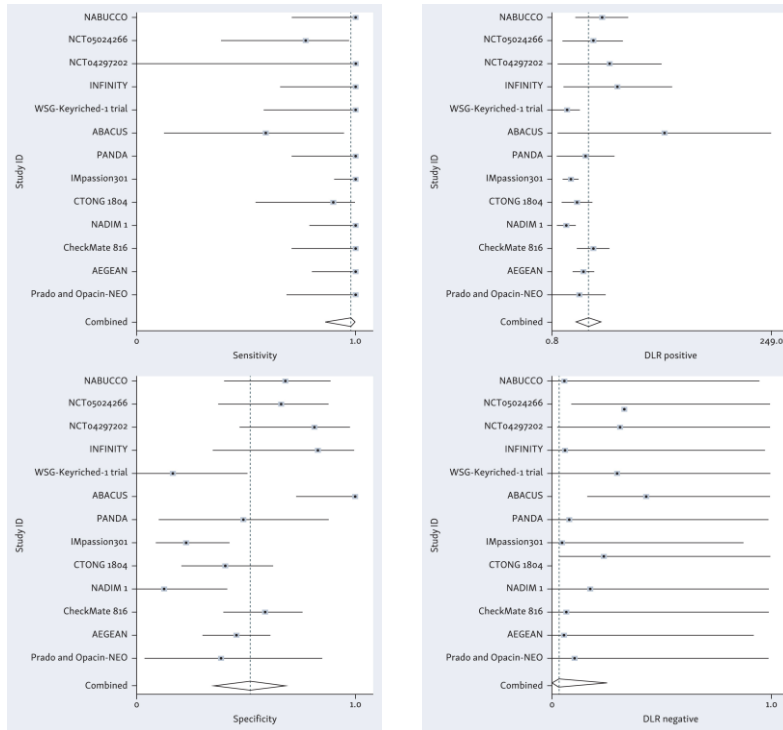 NABUCCO
NCT05024266
NCT04297202
INFINITY
WSG-Keyriched-1 trial
ABACUS
PANDA
IMpassion301
CTONG 1804
NADIM 1
CheckMate 816
AEGEAN
Prado and Opacin-NEO
Combined
Study ID
0
1.0
Sensitivity
NABUCCO
NCT05024266
NCT04297202
INFINITY
WSG-Keyriched-1 trial
ABACUS
PANDA
IMpassion301
CTONG 1804
NADIM 1
CheckMate 816
AEGEAN
Prado and Opacin-NEO
Combined
Study ID
0.8
249.0
DLR positive
NABUCCO
NCT05024266
NCT04297202
INFINITY
WSG-Keyriched-1 trial
ABACUS
PANDA
IMpassion301
CTONG 1804
NADIM 1
CheckMate 816
AEGEAN
Prado and Opacin-NEO
Combined
Study ID
0
1.0
Specificity
NABUCCO
NCT05024266
NCT04297202
INFINITY
WSG-Keyriched-1 trial
ABACUS
PANDA
IMpassion301
CTONG 1804
NADIM 1
CheckMate 816
AEGEAN
Prado and Opacin-NEO
Combined
Study ID
0
1.0
DLR negative